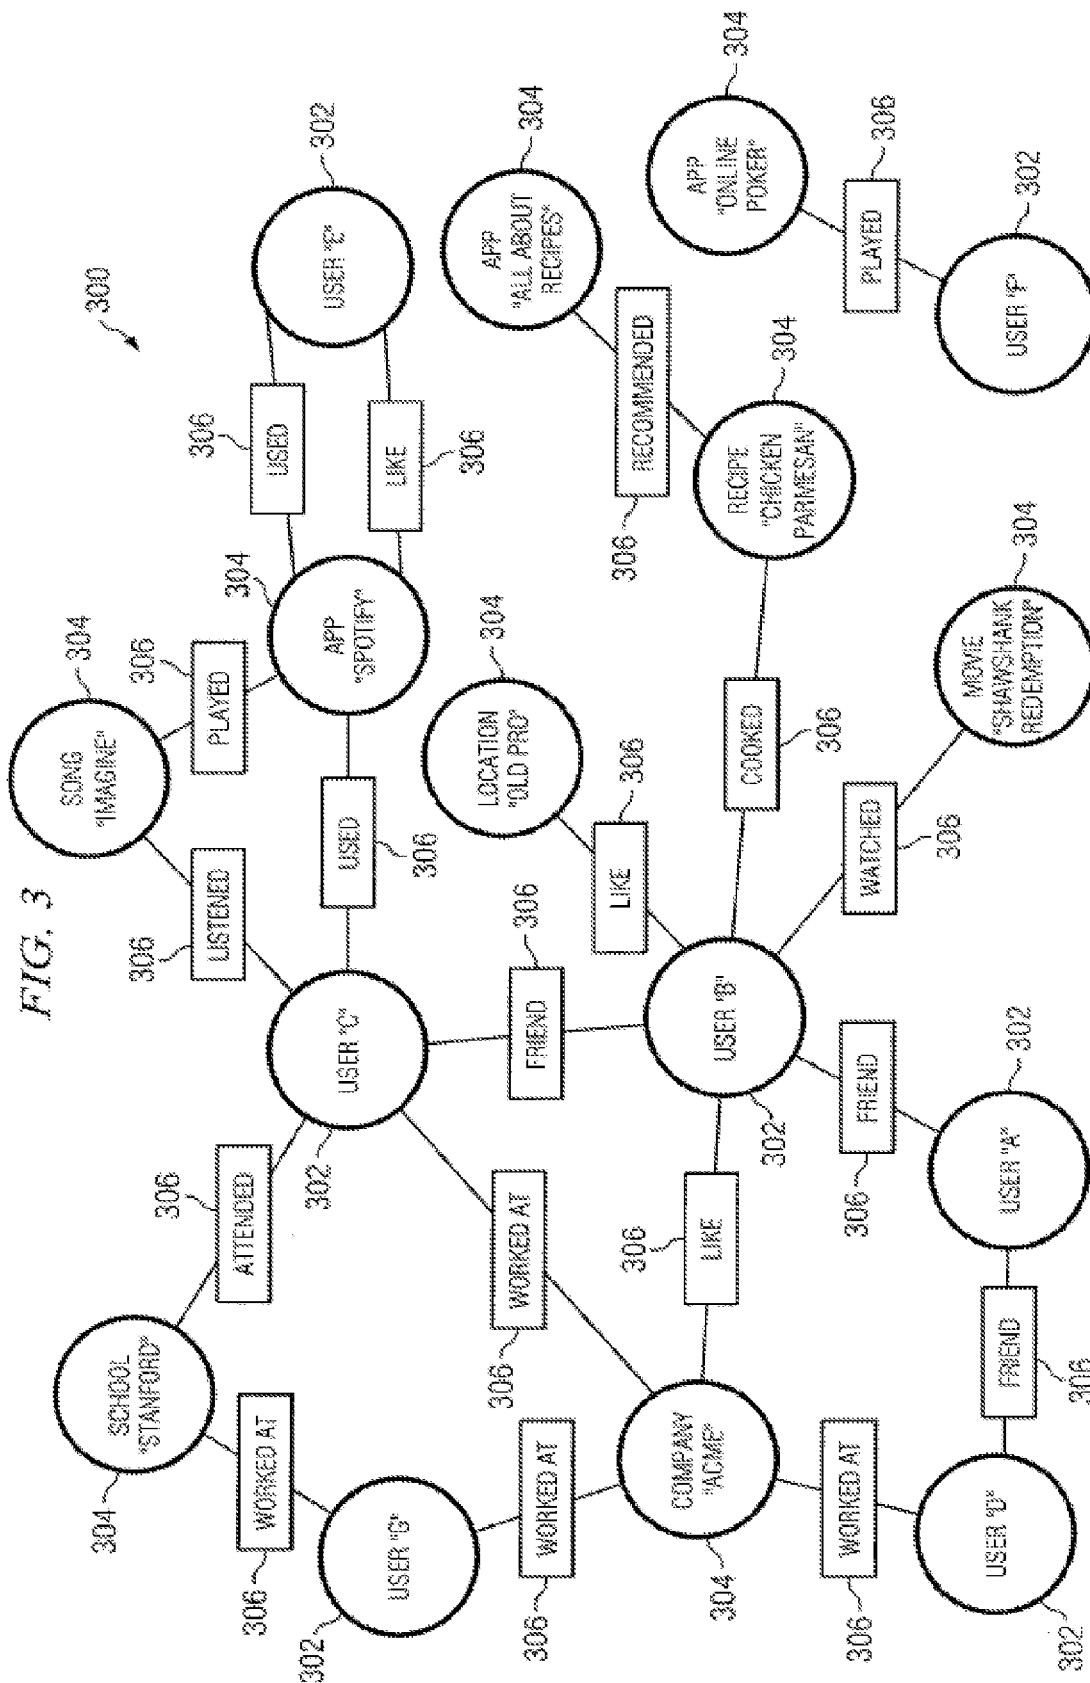 FIG. 3
300
304
SONG
"IMAGINE"
304
SCHOOL
"STANFORD"
306
ATTENDED
306
LISTENED
306
PLAYED
304
306
USED
302
USER "E"
306
WORKED AT
302
USER "C"
USED
306
APP
"SPOTIFY"
LIKE
306
302
USER "G"
306
WORKED AT
306
WORKED AT
FRIEND
306
LOCATION
"OLD PRO"
304
APP
"ALL ABOUT
RECIPES"
304
306
LIKE
306
RECOMMENDED
306
304
COMPANY
"ACME"
LIKE
306
302
USER "B"
COOKED
306
RECIPE
"CHICKEN
PARMESAN"
304
APP
"ONLINE
POKER"
304
306
WORKED AT
306
FRIEND
WATCHED
306
PLAYED
306
302
USER "D"
FRIEND
306
USER "A"
302
MOVIE
"SHAWSHANK
REDEMPTION"
304
USER "F"
302